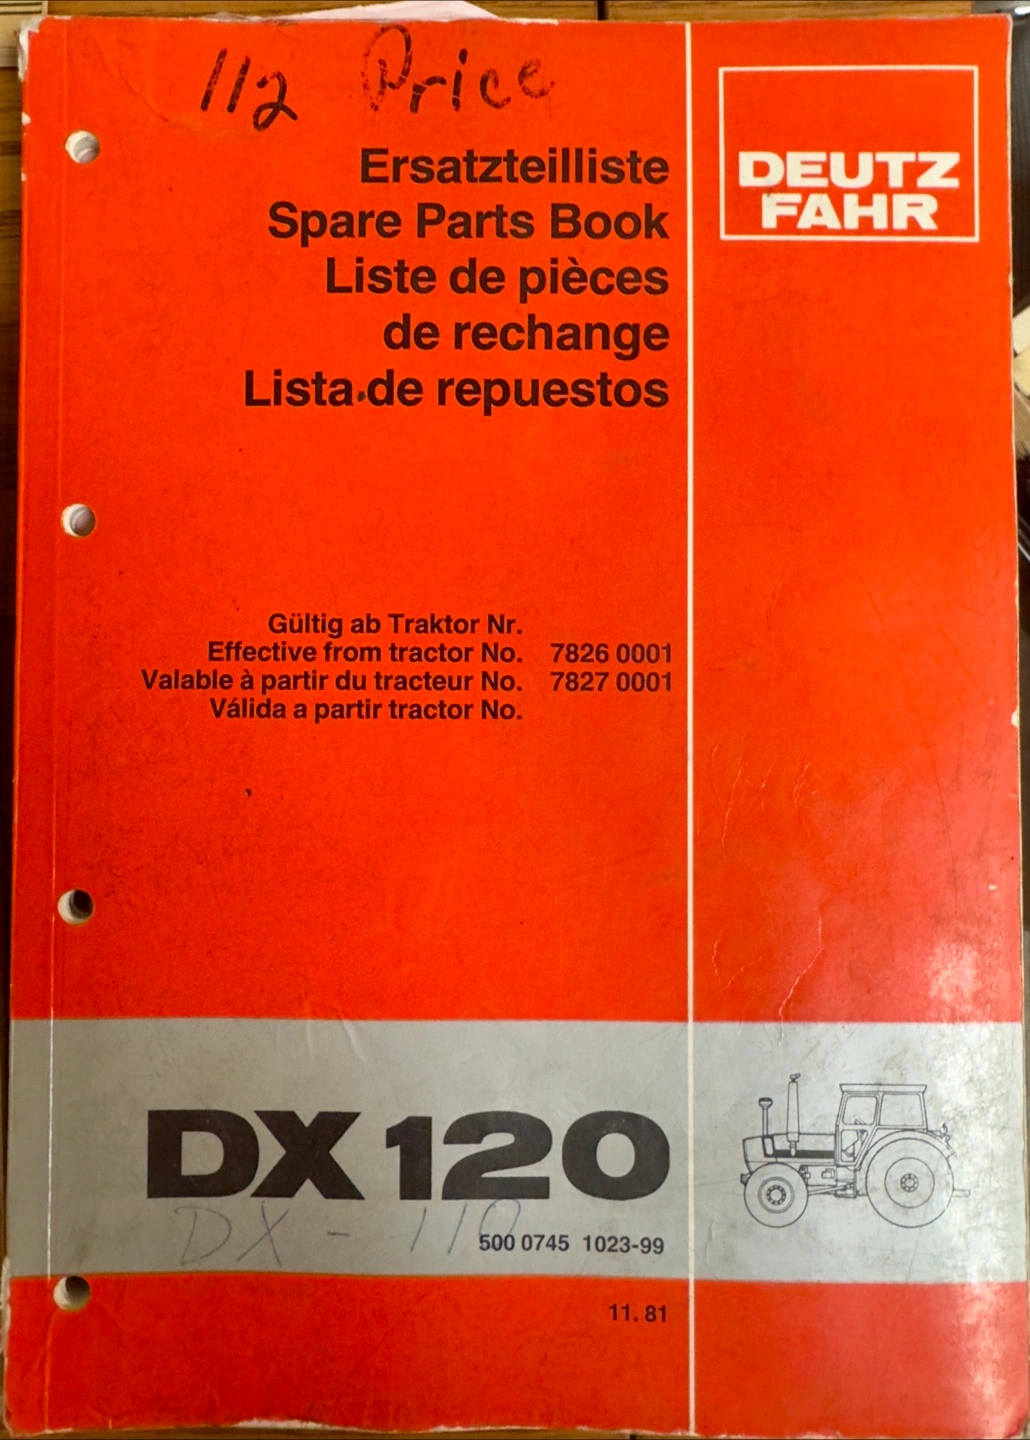 112 Price
Ersatzteilliste
Spare Parts Book
Liste de pièces
de rechange
Lista de repuestos
DEUTZ
FAHR
Gültig ab Traktor Nr.
Effective from tractor No. 7826 0001
Valable à partir du tracteur No. 7827 0001
Válida a partir tractor No.
DX 120
DX - 110
500 0745 1023-99
11. 81